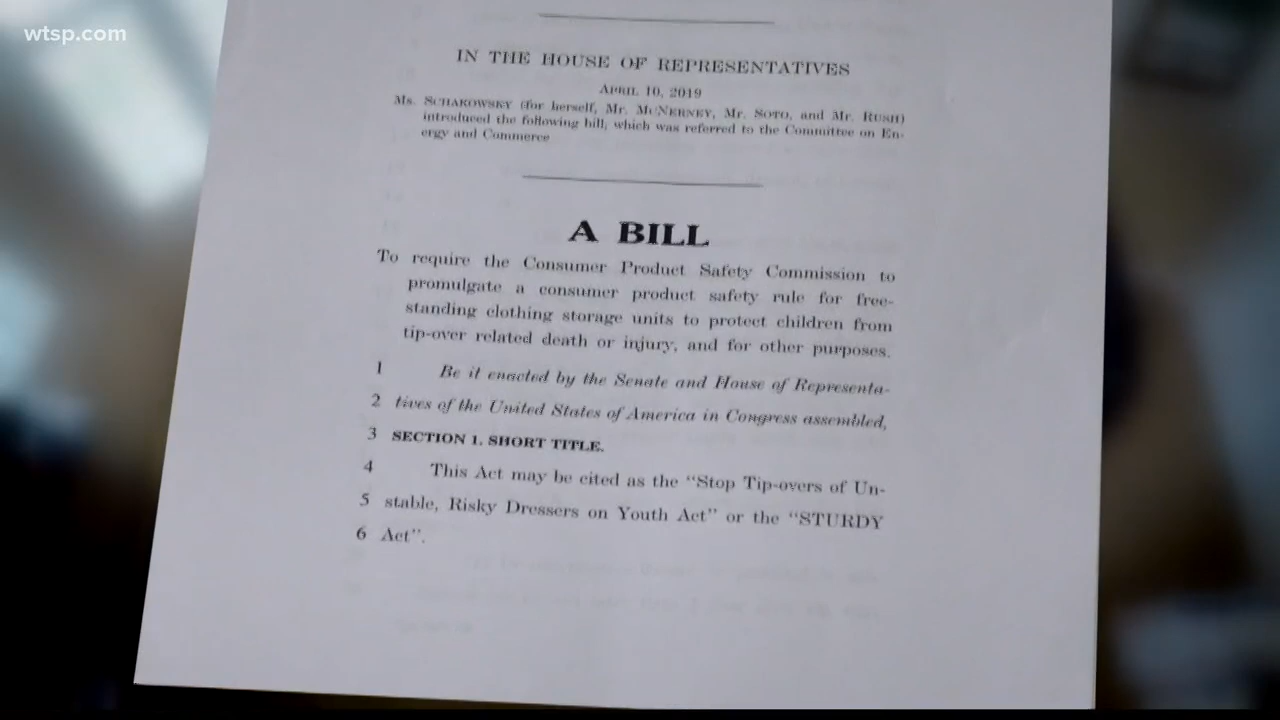 wtsp.com
IN THE HOUSE OF REPRESENTATIVES
APRIL 10, 2019
Ms. SCHAKOWSKY (for herself, Mr. MCNERNEY, Mr. SOTO, and Mr. RUSH)
introduced the following bill; which was referred to the Committee on En-
ergy and Commerce
A BILL
To require the Consumer Product Safety Commission to
promulgate a consumer product safety rule for free-
standing clothing storage units to protect children from
tip-over related death or injury, and for other purposes.
1 Be it enacted by the Senate and House of Representa-
2 tives of the United States of America in Congress assembled,
3 SECTION 1. SHORT TITLE.
4 This Act may be cited as the “Stop Tip-overs of Un-
5 stable, Risky Dressers on Youth Act” or the “STURDY
6 Act”.